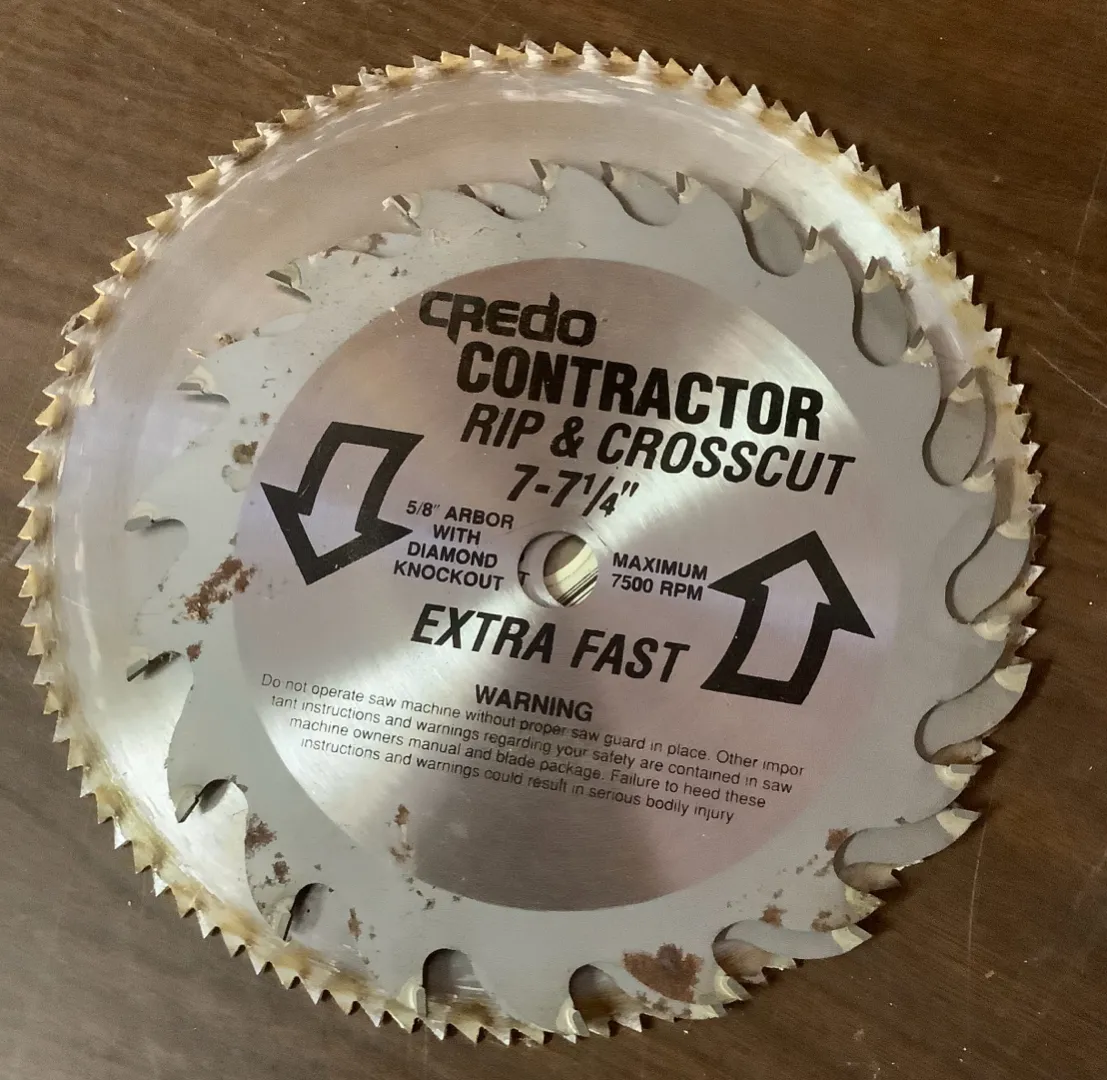 CREdo
CONTRACTOR
RIP & CROSSCUT
7-7 1/4"
5/8" ARBOR
WITH
DIAMOND
KNOCKOUT
MAXIMUM
7500 RPM
EXTRA FAST
WARNING
Do not operate saw machine without proper saw guard in place. Other impor
tant instructions and warnings regarding your safety are contained in saw
machine owners manual and blade package. Failure to heed these
instructions and warnings could result in serious bodily injury